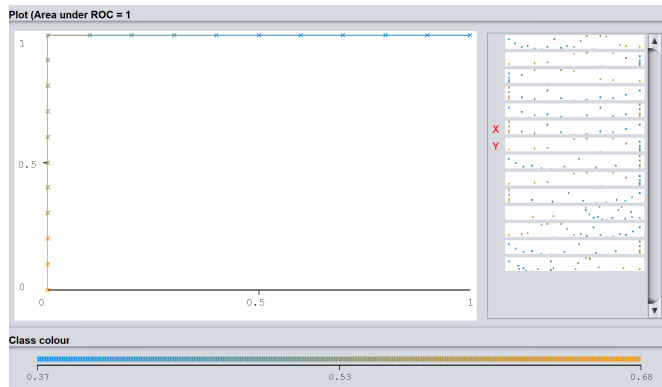 Plot (Area under ROC = 1
1
0.5
0
0
0.5
1
X
Y
Class colour
0.37
0.53
0.68